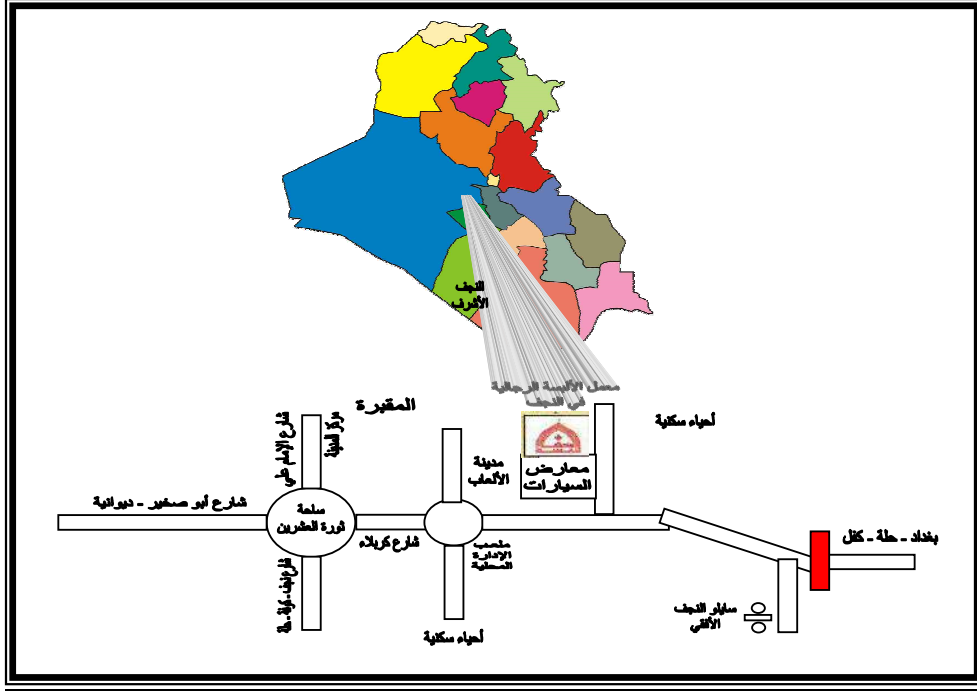 النجف
الأشرف
معمل الألبسة الرجالية
في النجف
المقبرة
أحياء سكنية
شارع الإمام علي
مركز المدينة
مدينة
الألعاب
معارض
السيارات
شارع أبو صخير - ديوانية
ساحة
ثورة العشرين
شارع كربلاء
ملعب
الإدارة
المحلية
بغداد - حلة - كفل
سايلو النجف
الأفقي
أحياء سكنية